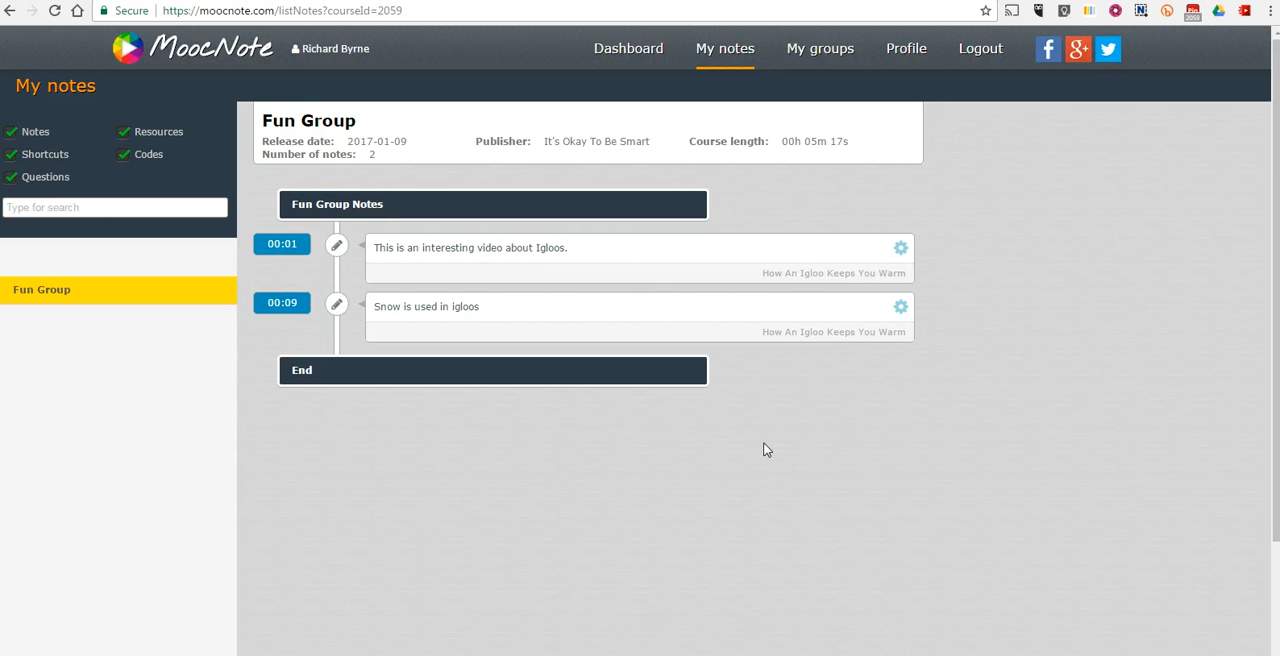 Secure https://moocnote.com/listNotes?courseId=2059
2059
MoocNote
Richard Byrne
Dashboard My notes My groups Profile Logout
My notes
Notes Resources
Shortcuts Codes
Questions
Type for search
Fun Group
Fun Group
Release date: 2017-01-09 Publisher: It's Okay To Be Smart Course length: 00h 05m 17s
Number of notes: 2
Fun Group Notes
00:01 This is an interesting video about Igloos.
How An Igloo Keeps You Warm
00:09 Snow is used in igloos
How An Igloo Keeps You Warm
End